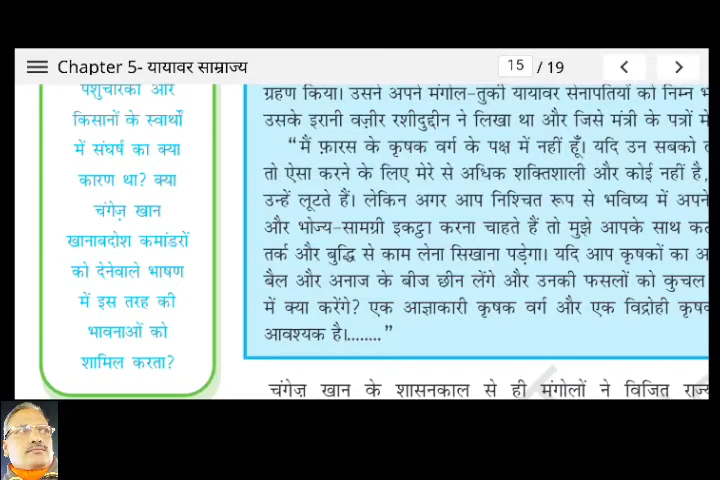 Chapter 5- यायावर साम्राज्य
15 / 19
पशुचारकों और
किसानों के स्वार्थों
में संघर्ष का क्या
कारण था? क्या
चंगेज़ खान
खानाबदोश कमांडरों
को देनेवाले भाषण
में इस तरह की
भावनाओं को
शामिल करता?
ग्रहण किया। उसने अपने मंगोल-तुर्की यायावर सेनापतियों को निम्न
उसके इरानी वज़ीर रशीदुद्दीन ने लिखा था और जिसे मंत्री के पत्रों में
“मैं फ़ारस के कृषक वर्ग के पक्ष में नहीं हूँ। यदि उन सबको
तो ऐसा करने के लिए मेरे से अधिक शक्तिशाली और कोई नहीं है,
उन्हें लूटते हैं। लेकिन अगर आप निश्चित रूप से भविष्य में अपने
और भोज्य-सामग्री इकट्ठा करना चाहते हैं तो मुझे आपके साथ
तर्क और बुद्धि से काम लेना सिखाना पड़ेगा। यदि आप कृषकों का
बैल और अनाज के बीज छीन लेंगे और उनकी फसलों को कुचल
में क्या करेंगे? एक आज्ञाकारी कृषक वर्ग और एक विद्रोही
आवश्यक है।........”
चंगेज़ खान के शासनकाल से ही मंगोलों ने विजित